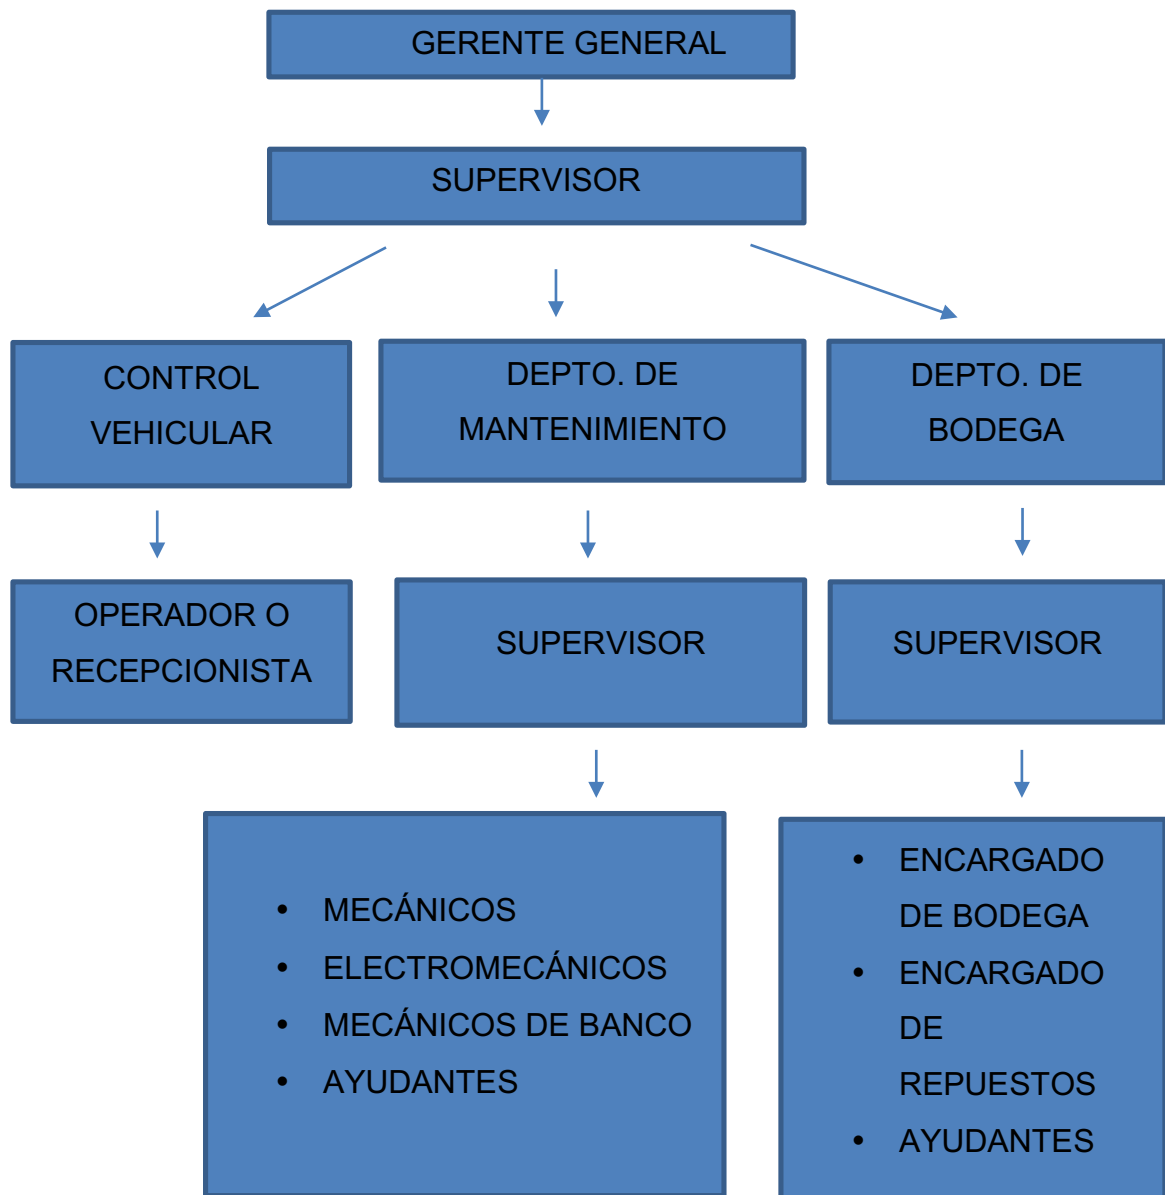 GERENTE GENERAL
SUPERVISOR
CONTROL
VEHICULAR
DEPTO. DE
MANTENIMIENTO
DEPTO. DE
BODEGA
OPERADOR O
RECEPCIONISTA
SUPERVISOR
SUPERVISOR
• MECÁNICOS
• ELECTROMECÁNICOS
• MECÁNICOS DE BANCO
• AYUDANTES
• ENCARGADO
DE BODEGA
• ENCARGADO
DE
REPUESTOS
• AYUDANTES